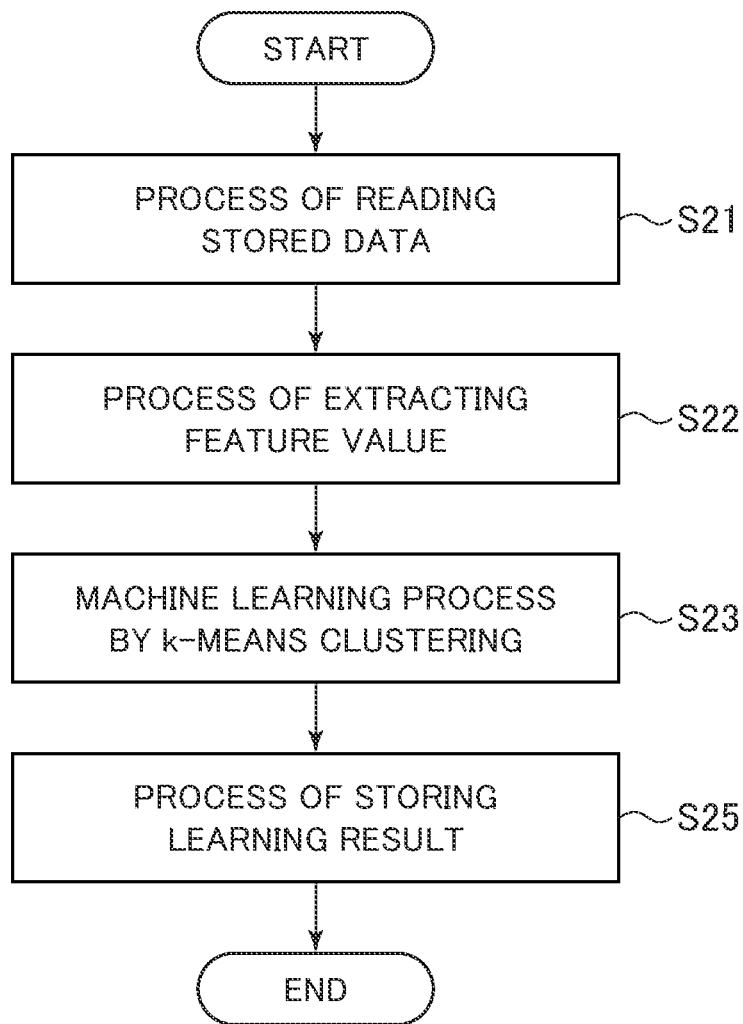 START
PROCESS OF READING
STORED DATA
S21
PROCESS OF EXTRACTING
FEATURE VALUE
S22
MACHINE LEARNING PROCESS
BY k-MEANS CLUSTERING
S23
PROCESS OF STORING
LEARNING RESULT
S25
END